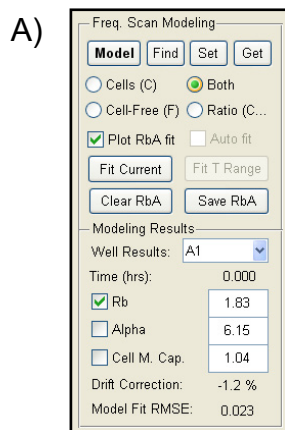 A)
Freq. Scan Modeling
Model Find Set Get
Cells (C) Both
Cell-Free (F) Ratio (C...
Plot RbA fit Auto fit
Fit Current Fit T Range
Clear RbA Save RbA
Modeling Results
Well Results: A1
Time (hrs): 0.000
Rb 1.83
Alpha 6.15
Cell M. Cap. 1.04
Drift Correction: -1.2 %
Model Fit RMSE: 0.023